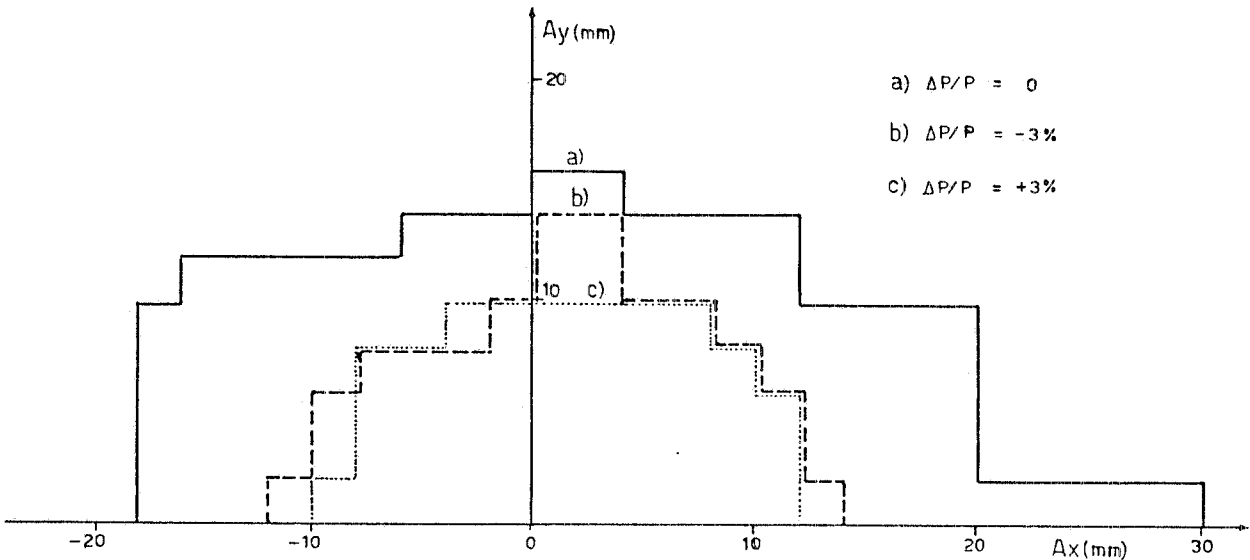 Ay (mm)
20
a) ΔP/P = 0
b) ΔP/P = -3%
c) ΔP/P = +3%
a)
b)
10 c)
-20 -10 0 10 20 30
Ax (mm)